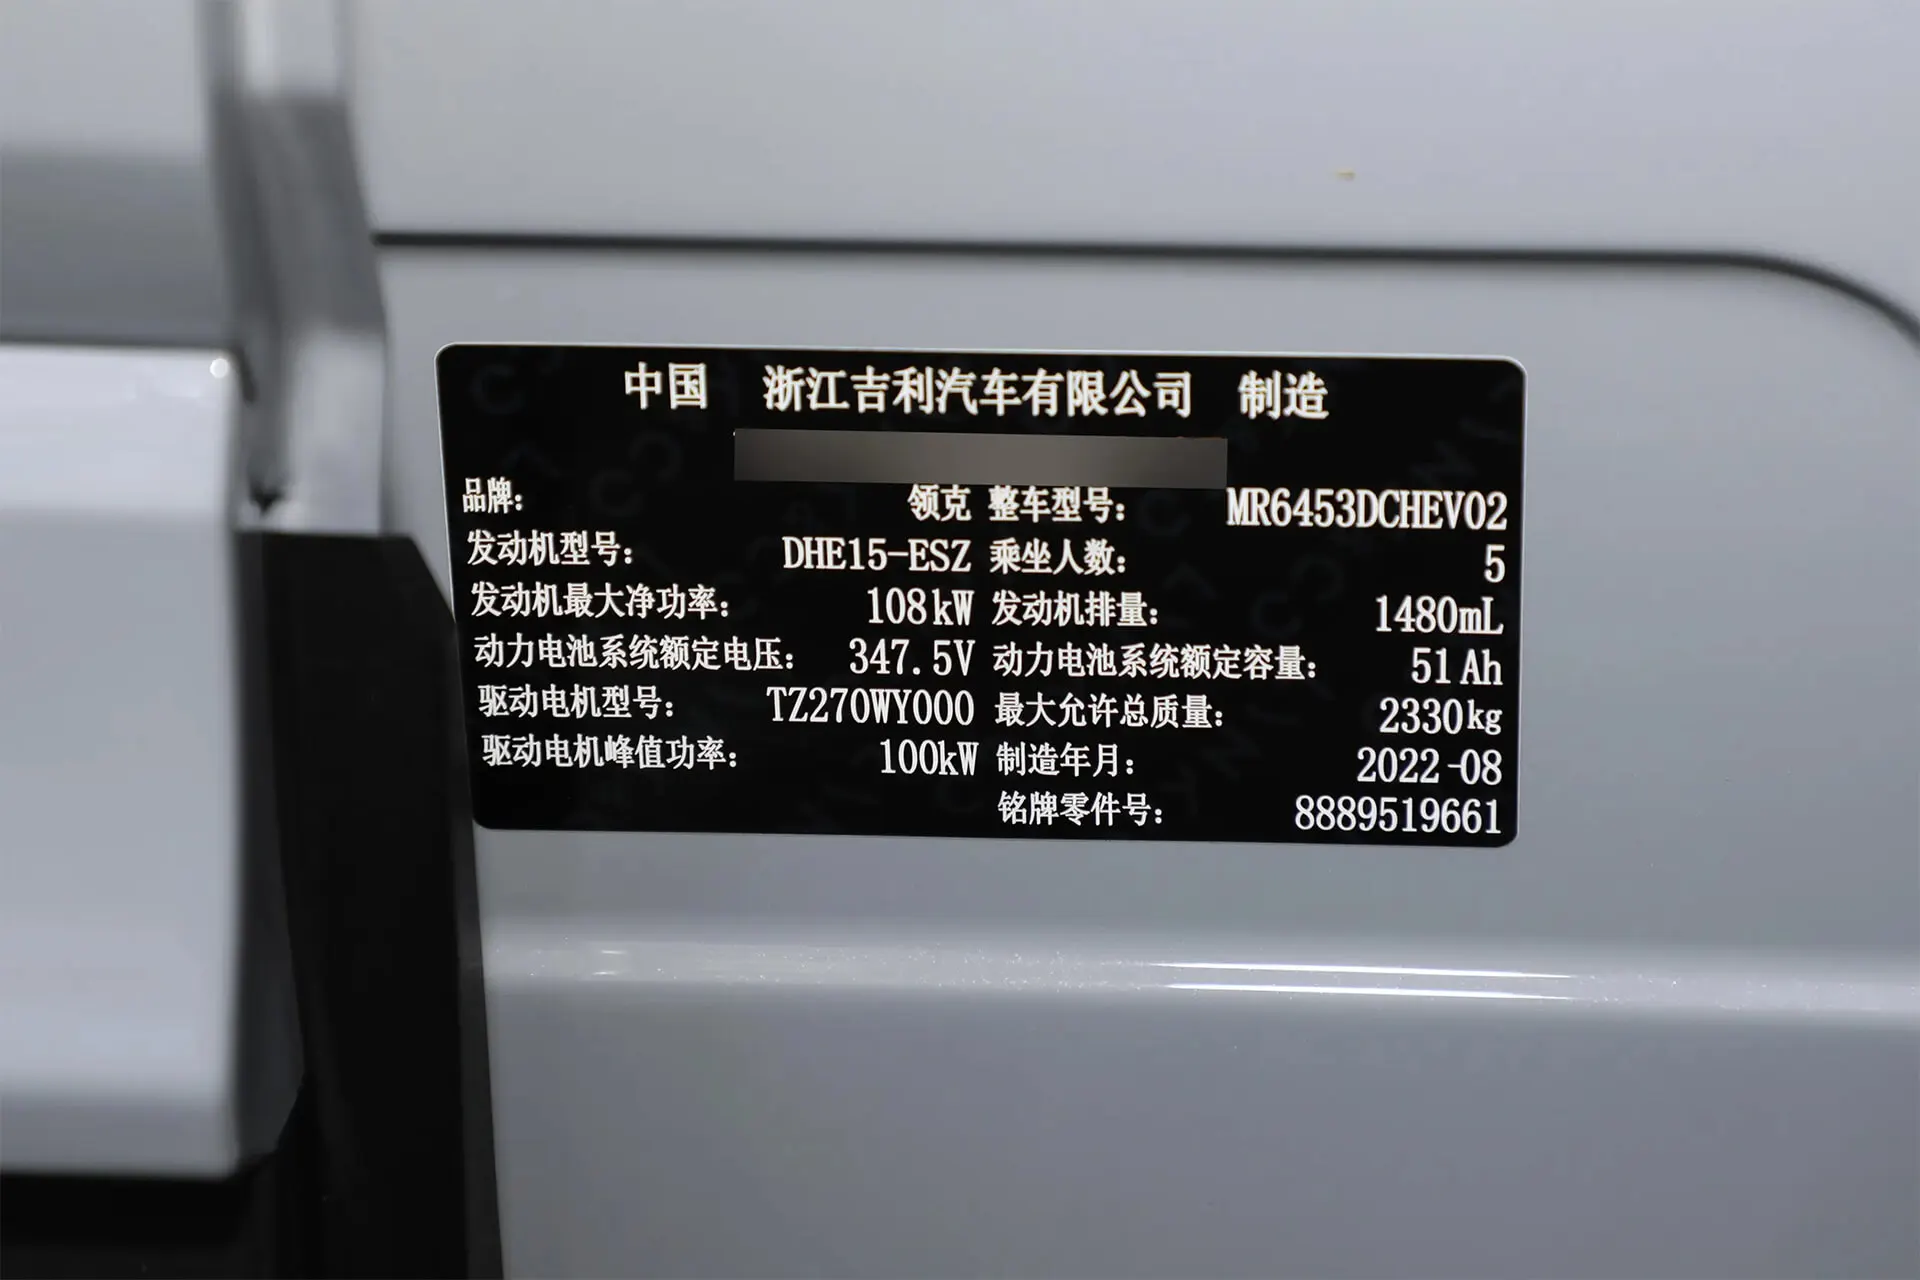 中国 浙江吉利汽车有限公司 制造
品牌： 领克 整车型号： MR6453DCHEV02
发动机型号： DHE15-ESZ 乘坐人数： 5
发动机最大净功率： 108kW 发动机排量： 1480mL
动力电池系统额定电压： 347.5V 动力电池系统额定容量： 51Ah
驱动电机型号： TZ270WY000 最大允许总质量： 2330kg
驱动电机峰值功率： 100kW 制造年月： 2022-08
铭牌零件号： 8889519661